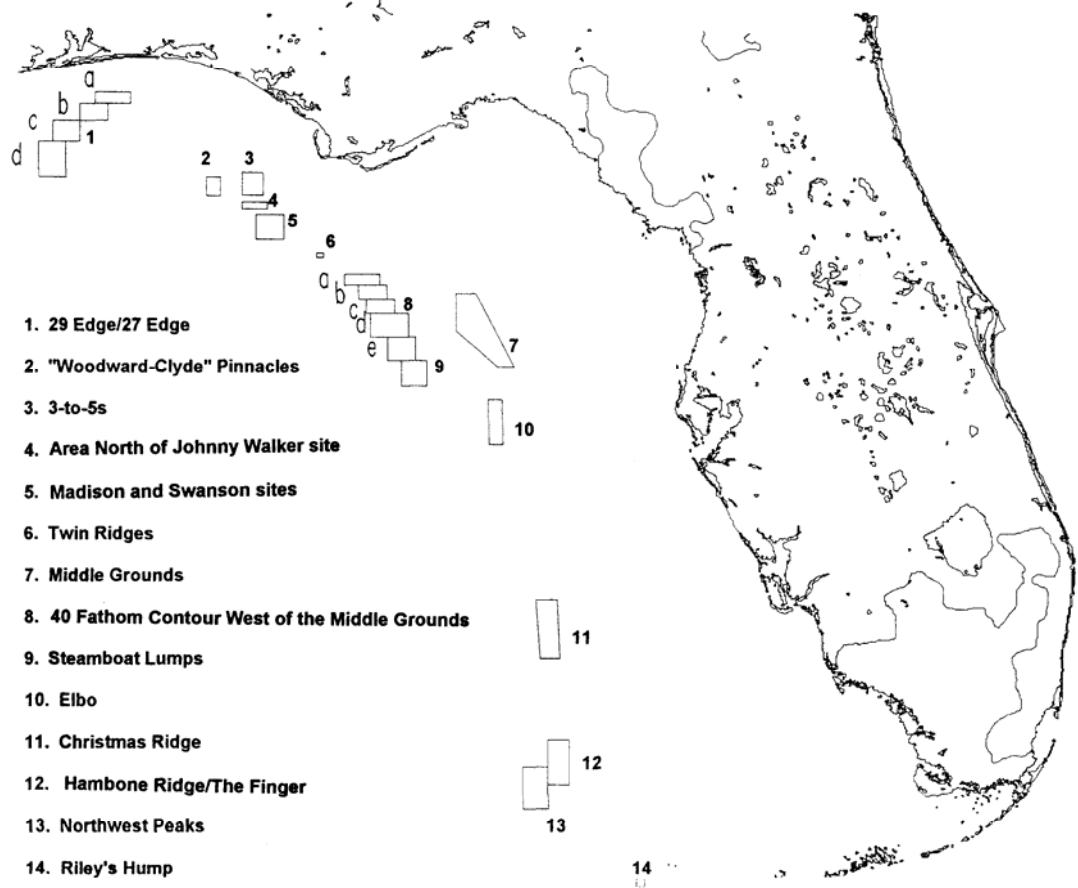 a
b
c
1
d
2
3
4
5
6
a
b
c
8
d
7
e
9
10
11
12
13
14
1. 29 Edge/27 Edge
2. "Woodward-Clyde" Pinnacles
3. 3-to-5s
4. Area North of Johnny Walker site
5. Madison and Swanson sites
6. Twin Ridges
7. Middle Grounds
8. 40 Fathom Contour West of the Middle Grounds
9. Steamboat Lumps
10. Elbo
11. Christmas Ridge
12. Hambone Ridge/The Finger
13. Northwest Peaks
14. Riley's Hump